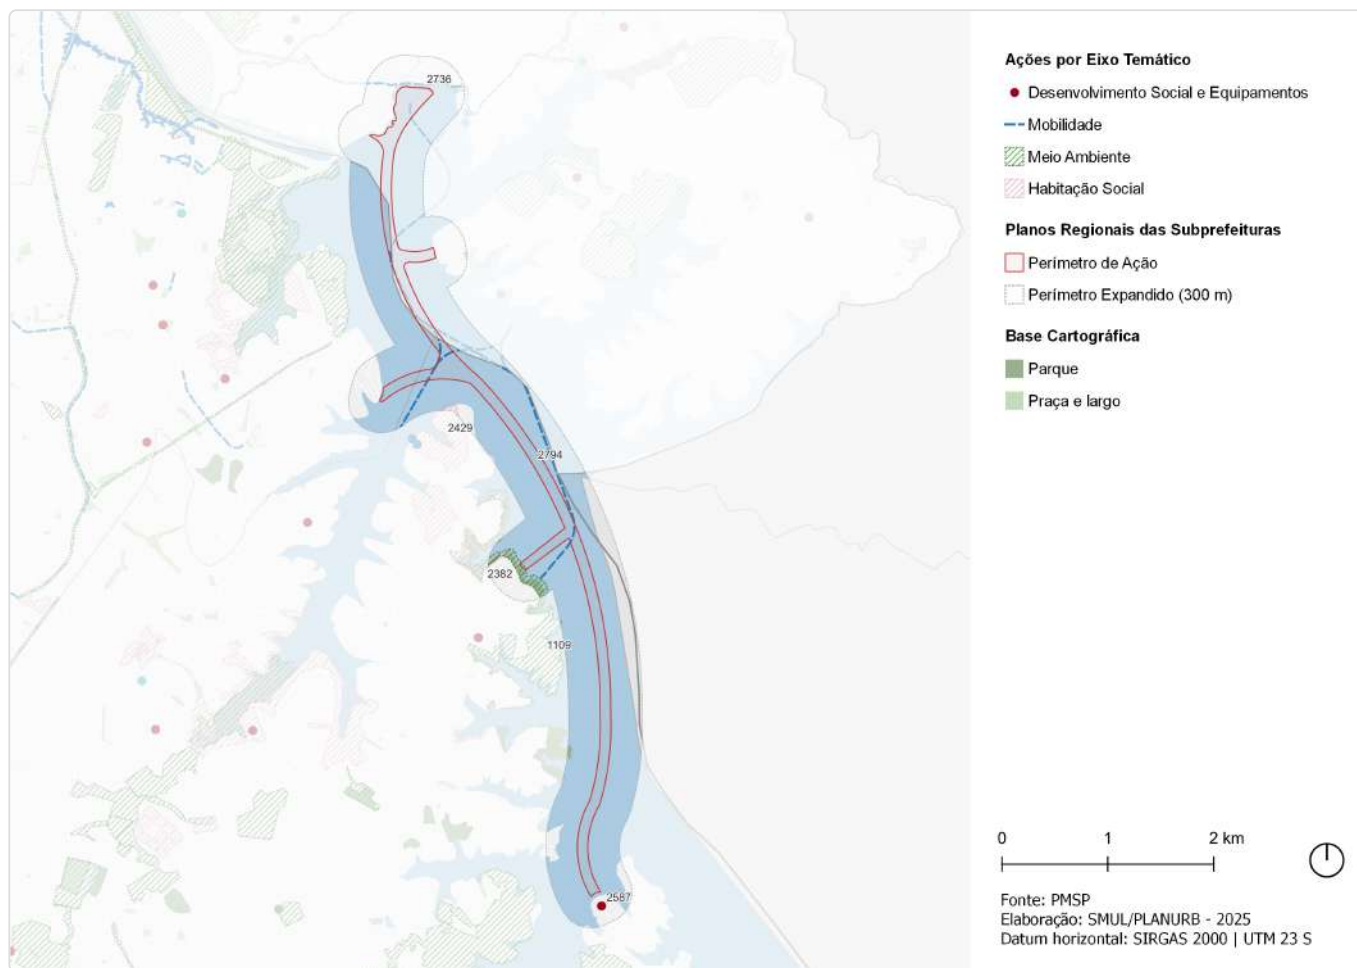 2736
2429
2794
2382
1109
2587
Ações por Eixo Temático
Desenvolvimento Social e Equipamentos
Mobilidade
Meio Ambiente
Habitação Social
Planos Regionais das Subprefeituras
Perímetro de Ação
Perímetro Expandido (300 m)
Base Cartográfica
Parque
Praça e largo
0 1 2 km
Fonte: PMSP
Elaboração: SMUL/PLANURB - 2025
Datum horizontal: SIRGAS 2000 | UTM 23 S